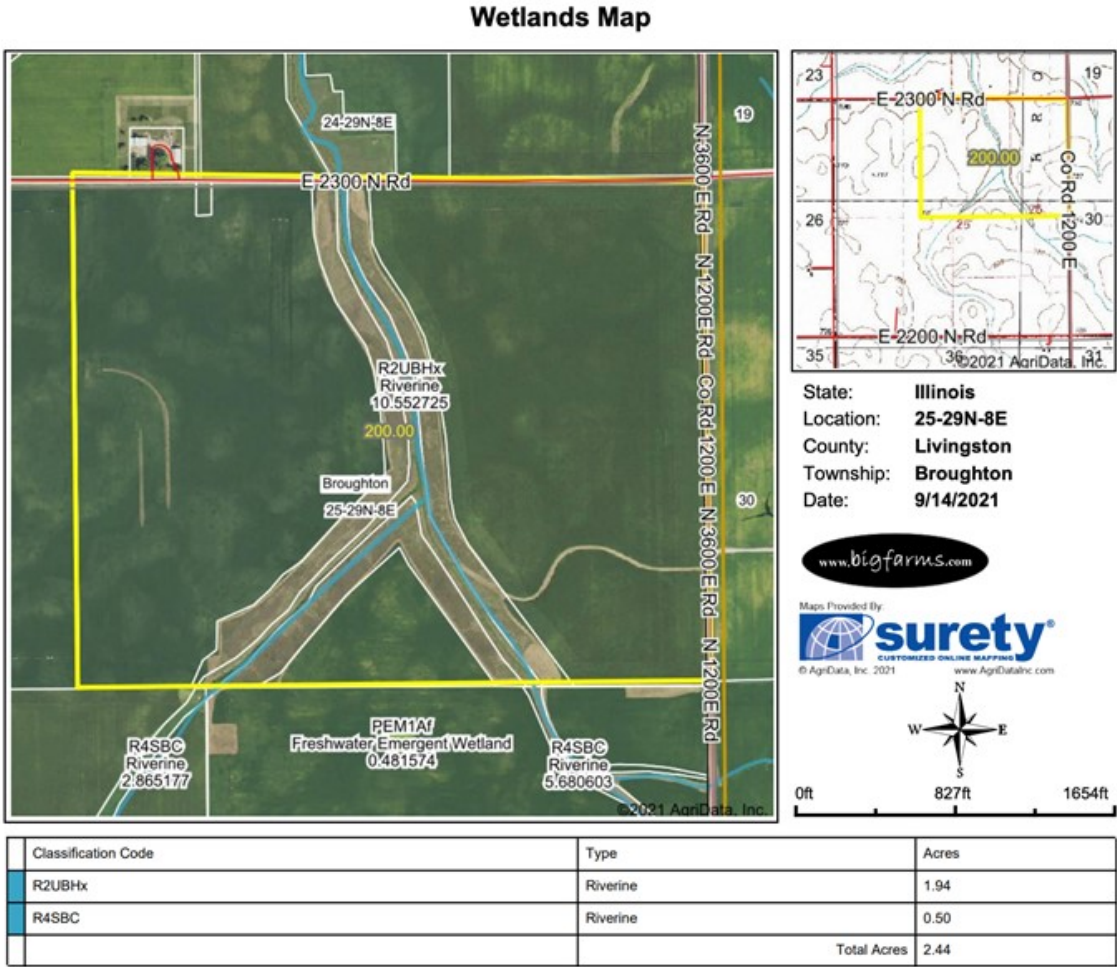 Wetlands Map
24-29N-8E
19
E 2300 N Rd
N 3600 E Rd N 1200E Rd Co Rd 1200 E N 3600 E Rd N 1200E Rd
R2UBHx
Riverine
10.552725
200.00
Broughton
25-29N-8E
30
PEM1Af
Freshwater Emergent Wetland
0.481574
R4SBC
Riverine
2.865177
R4SBC
Riverine
5.680603
©2021 AgriData, Inc.
23
19
E 2300 N Rd
200.00
Co Rd 1200 E
26
25
30
E 2200 N Rd
35
36
31
©2021 AgriData, Inc.
State: Illinois
Location: 25-29N-8E
County: Livingston
Township: Broughton
Date: 9/14/2021
www.bigfarms.com
Maps Provided By:
surety®
CUSTOMIZED ONLINE MAPPING
© AgriData, Inc. 2021 www.AgriDataInc.com
N
W E
S
0ft 827ft 1654ft
Classification Code Type Acres
R2UBHx Riverine 1.94
R4SBC Riverine 0.50
Total Acres 2.44